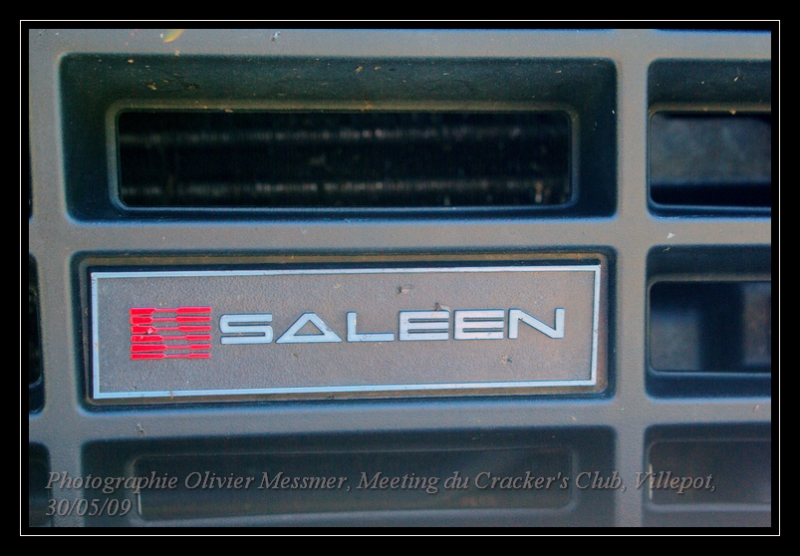 SALEEN
Photographie Olivier Messmer, Meeting du Cracker's Club, Villepot,
30/05/09